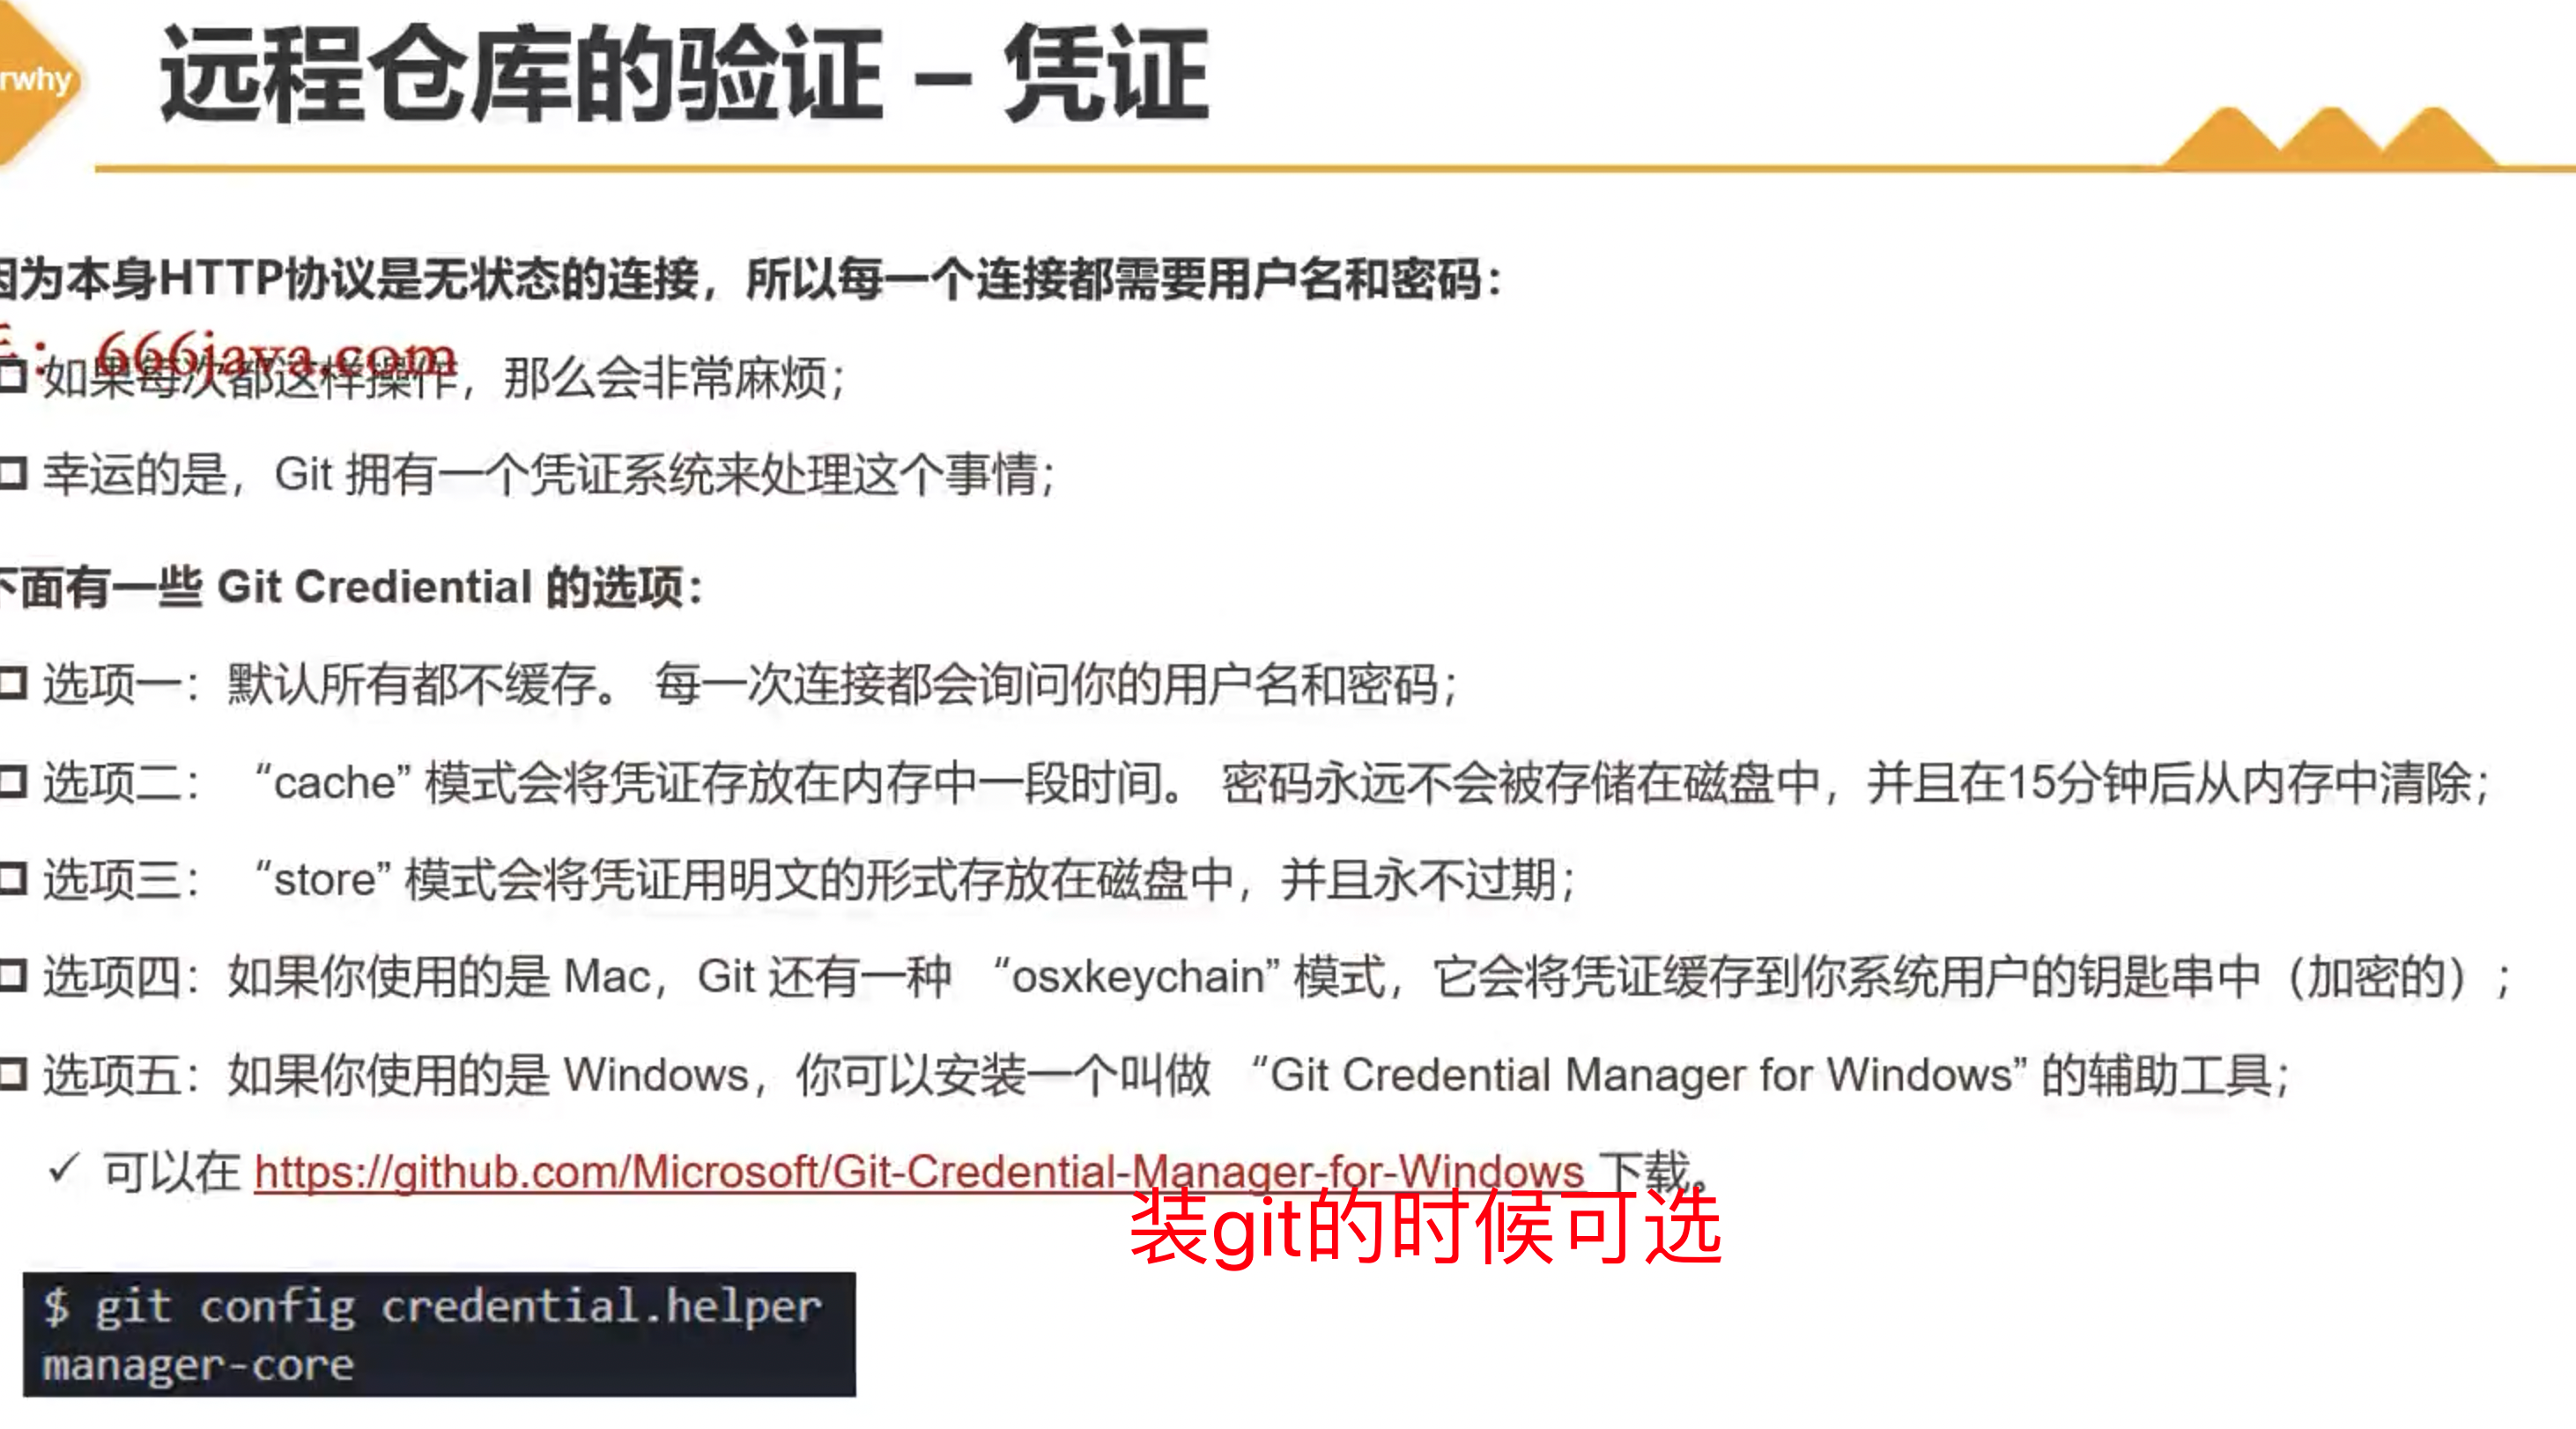 rwhy
远程仓库的验证 – 凭证
因为本身HTTP协议是无状态的连接，所以每一个连接都需要用户名和密码：
：666java.com
如果每次都这样操作，那么会非常麻烦；
幸运的是，Git 拥有一个凭证系统来处理这个事情；
下面有一些 Git Crediential 的选项：
选项一：默认所有都不缓存。 每一次连接都会询问你的用户名和密码；
选项二： “cache” 模式会将凭证存放在内存中一段时间。 密码永远不会被存储在磁盘中，并且在15分钟后从内存中清除；
选项三： “store” 模式会将凭证用明文的形式存放在磁盘中，并且永不过期；
选项四：如果你使用的是 Mac，Git 还有一种 “osxkeychain” 模式，它会将凭证缓存到你系统用户的钥匙串中（加密的）；
选项五：如果你使用的是 Windows，你可以安装一个叫做 “Git Credential Manager for Windows” 的辅助工具；
✓ 可以在 https://github.com/Microsoft/Git-Credential-Manager-for-Windows 下载。
装git的时候可选
$ git config credential.helper
manager-core